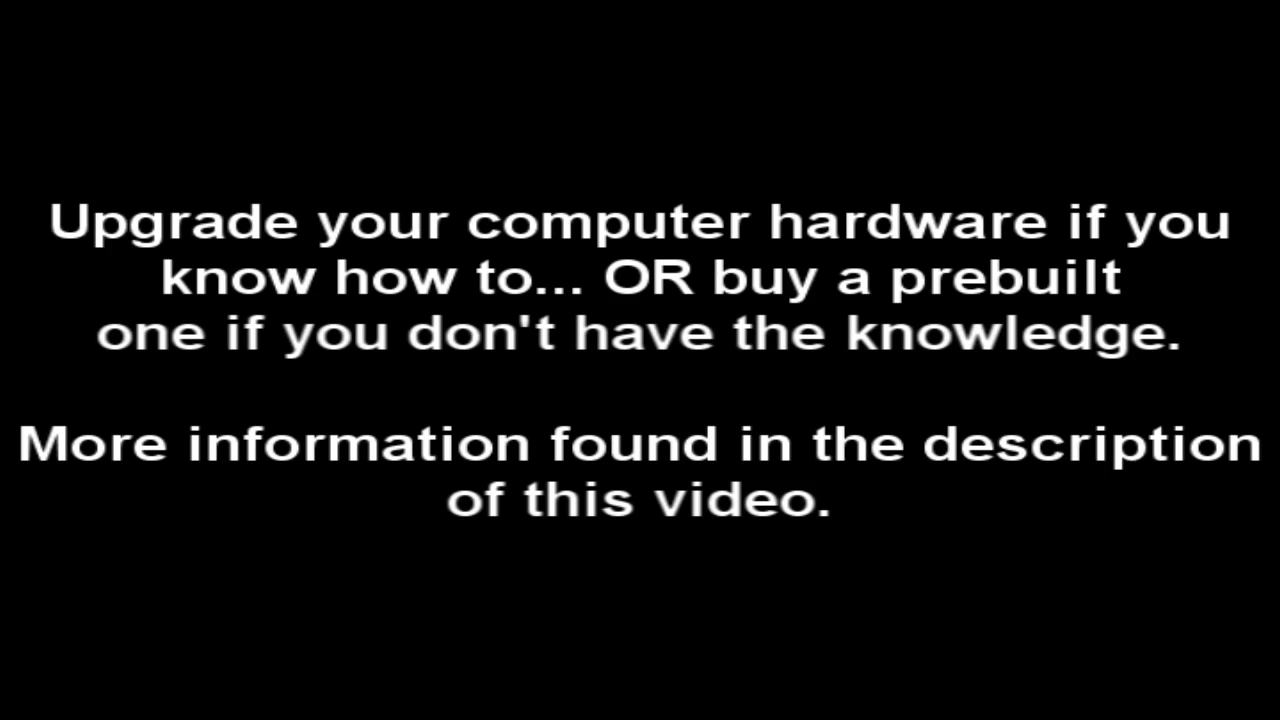 Upgrade your computer hardware if you
know how to... OR buy a prebuilt
one if you don't have the knowledge.
More information found in the description
of this video.